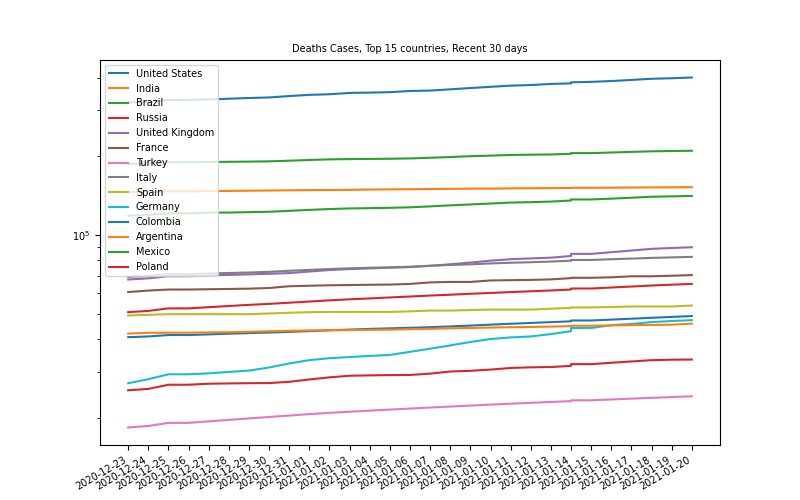 Deaths Cases, Top 15 countries, Recent 30 days
United States
India
Brazil
Russia
United Kingdom
France
Turkey
Italy
Spain
Germany
Colombia
Argentina
Mexico
Poland
10⁵
2020-12-23
2020-12-24
2020-12-25
2020-12-26
2020-12-27
2020-12-28
2020-12-29
2020-12-30
2020-12-31
2021-01-01
2021-01-02
2021-01-03
2021-01-04
2021-01-05
2021-01-06
2021-01-07
2021-01-08
2021-01-09
2021-01-10
2021-01-11
2021-01-12
2021-01-13
2021-01-14
2021-01-15
2021-01-16
2021-01-17
2021-01-18
2021-01-19
2021-01-20